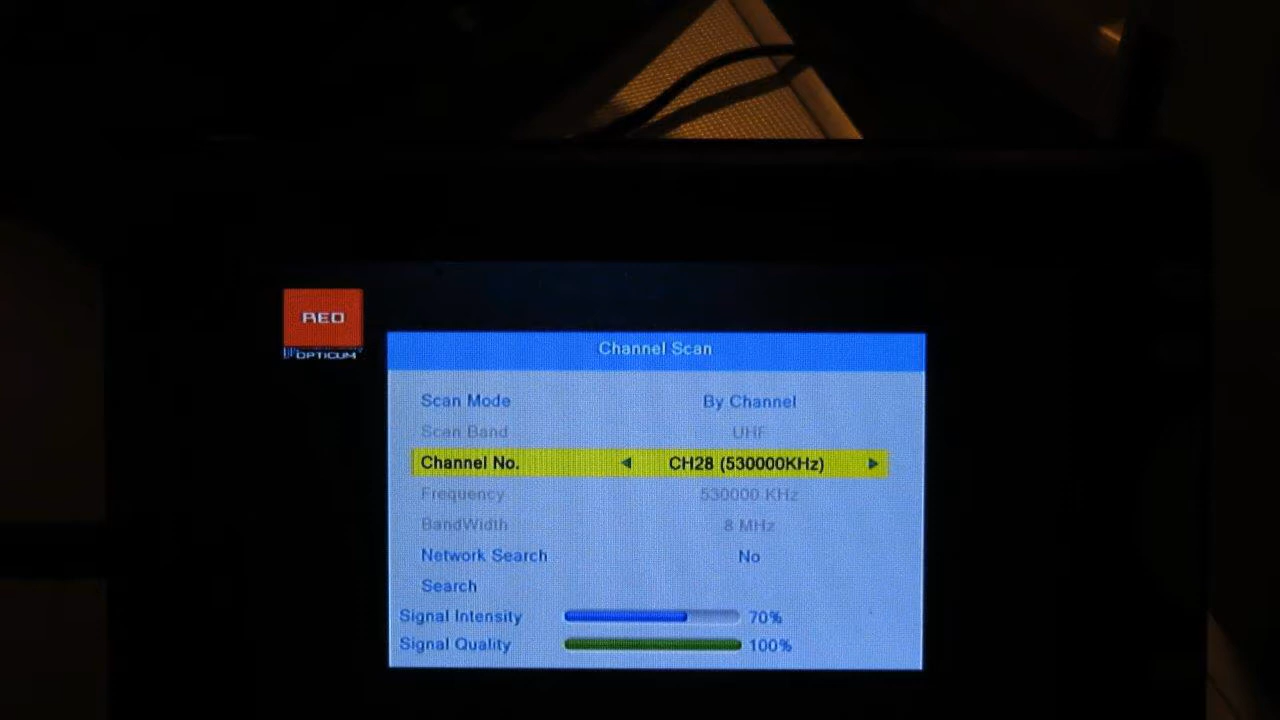 RED
OPTICUM
Channel Scan
Scan Mode By Channel
Scan Band UHF
Channel No. CH28 (530000KHz)
Frequency 530000 KHz
BandWidth 8 MHz
Network Search No
Search
Signal Intensity 70%
Signal Quality 100%